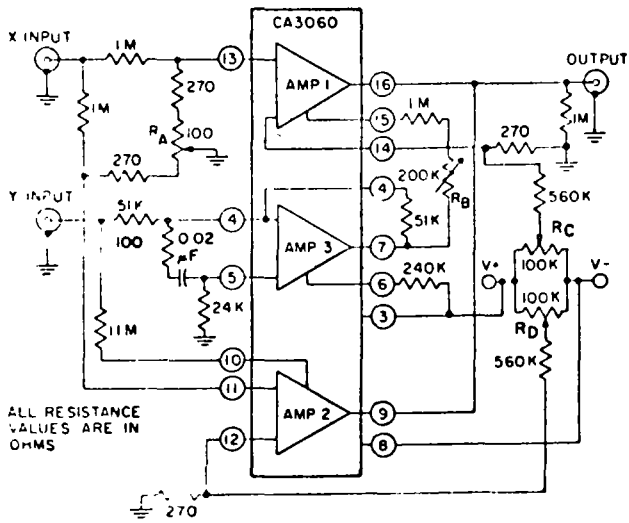 CA3060
X INPUT
1M
13
270
AMP 1
16
OUTPUT
15
1M
1M
1M
RA
100
14
270
270
200K
RB
Y INPUT
51K
4
4
51K
560K
100
0.02
µF
AMP 3
7
RC
V+
100K
V-
5
6
240K
100K
24K
3
RD
11M
560K
10
11
AMP 2
9
ALL RESISTANCE
VALUES ARE IN
OHMS
12
8
270